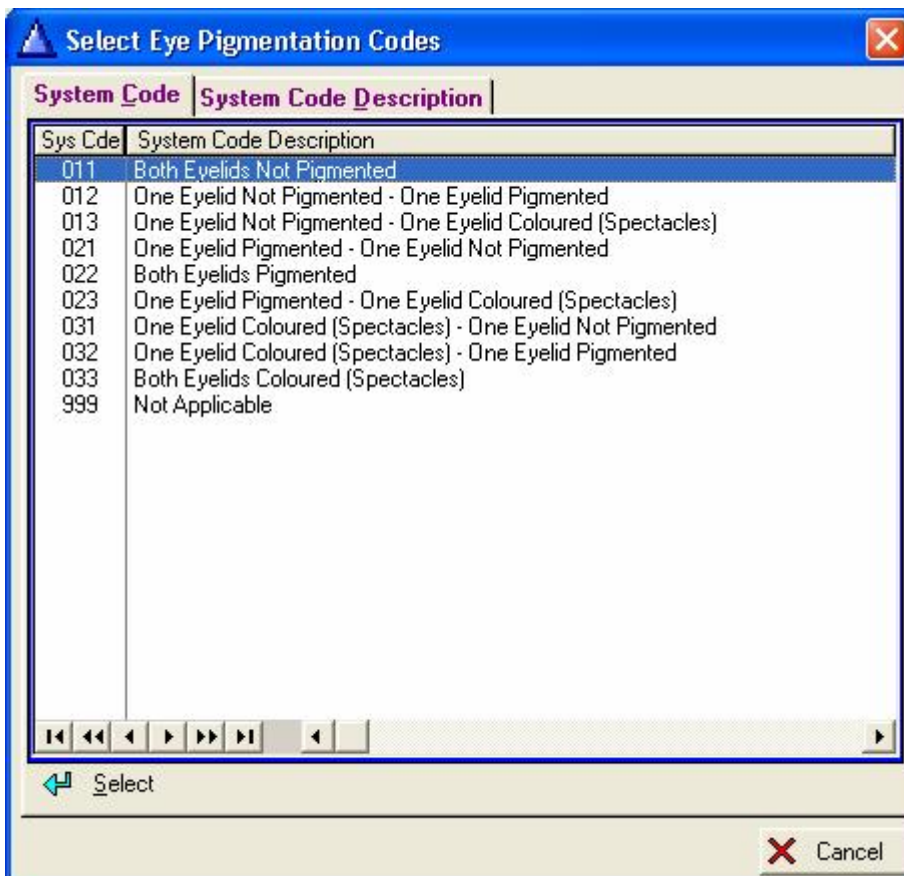 Select Eye Pigmentation Codes
System Code System Code Description
Sys Cde System Code Description
011 Both Eyelids Not Pigmented
012 One Eyelid Not Pigmented - One Eyelid Pigmented
013 One Eyelid Not Pigmented - One Eyelid Coloured (Spectacles)
021 One Eyelid Pigmented - One Eyelid Not Pigmented
022 Both Eyelids Pigmented
023 One Eyelid Pigmented - One Eyelid Coloured (Spectacles)
031 One Eyelid Coloured (Spectacles) - One Eyelid Not Pigmented
032 One Eyelid Coloured (Spectacles) - One Eyelid Pigmented
033 Both Eyelids Coloured (Spectacles)
999 Not Applicable
Select
Cancel